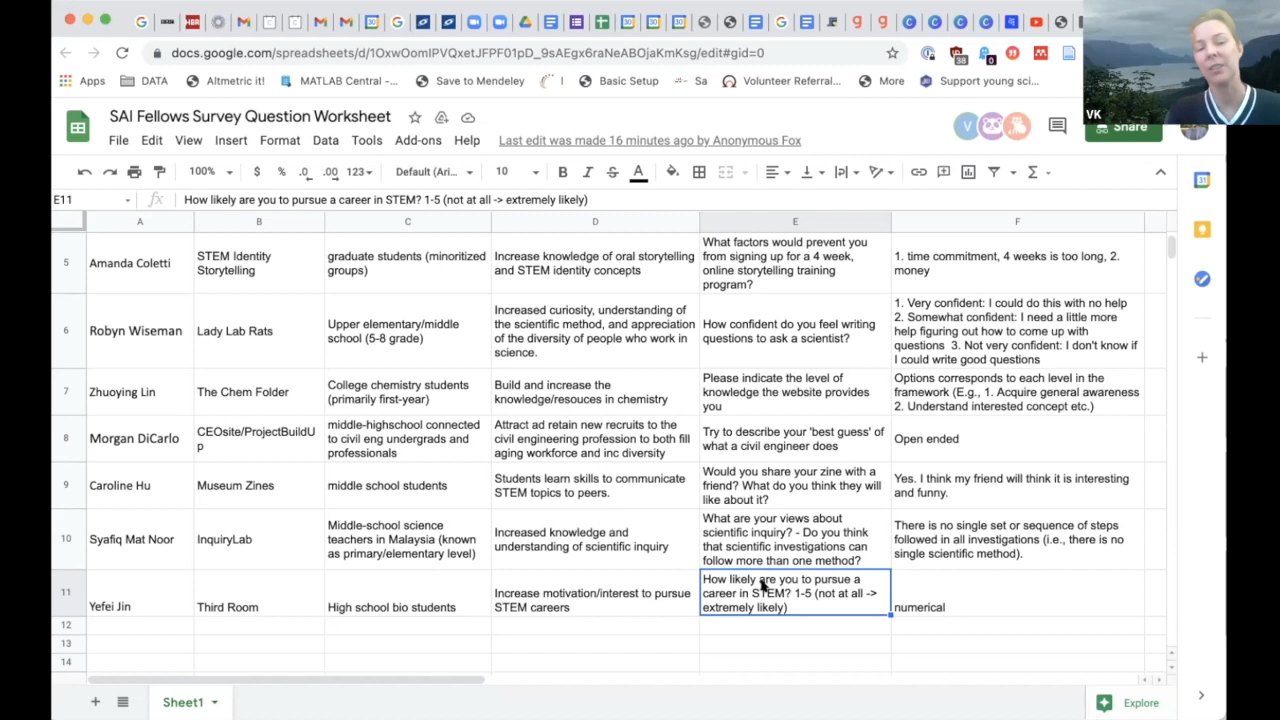 docs.google.com/spreadsheets/d/1OxwOomIPVQxetJFPF01pD_9sAEgx6raNeABOjaKmKsg/edit#gid=0
38
0
Apps
DATA
Altmetric it!
MATLAB Central -...
Save to Mendeley
I
Basic Setup
Sa
Volunteer Referral...
More
Support young sci...
VK
SAI Fellows Survey Question Worksheet
File Edit View Insert Format Data Tools Add-ons Help
Last edit was made 16 minutes ago by Anonymous Fox
V
Share
100% $ % .0 .00 123 Default (Ari... 10 B I S A
E11
fx
How likely are you to pursue a career in STEM? 1-5 (not at all -> extremely likely)
A B C D E F
5
Amanda Coletti
STEM Identity
Storytelling
graduate students (minoritized
groups)
Increase knowledge of oral storytelling
and STEM identity concepts
What factors would prevent you
from signing up for a 4 week,
online storytelling training
program?
1. time commitment, 4 weeks is too long, 2.
money
6
Robyn Wiseman
Lady Lab Rats
Upper elementary/middle
school (5-8 grade)
Increased curiosity, understanding of
the scientific method, and appreciation
of the diversity of people who work in
science.
How confident do you feel writing
questions to ask a scientist?
1. Very confident: I could do this with no help
2. Somewhat confident: I need a little more
help figuring out how to come up with
questions 3. Not very confident: I don't know if
I could write good questions
7
Zhuoying Lin
The Chem Folder
College chemistry students
(primarily first-year)
Build and increase the
knowledge/resouces in chemistry
Please indicate the level of
knowledge the website provides
you
Options corresponds to each level in the
framework (E.g., 1. Acquire general awareness
2. Understand interested concept etc.)
8
Morgan DiCarlo
CEOsite/ProjectBuildU
p
middle-highschool connected
to civil eng undergrads and
professionals
Attract ad retain new recruits to the
civil engineering profession to both fill
aging workforce and inc diversity
Try to describe your 'best guess' of
what a civil engineer does
Open ended
9
Caroline Hu
Museum Zines
middle school students
Students learn skills to communicate
STEM topics to peers.
Would you share your zine with a
friend? What do you think they will
like about it?
Yes. I think my friend will think it is interesting
and funny.
10
Syafiq Mat Noor
InquiryLab
Middle-school science
teachers in Malaysia (known
as primary/elementary level)
Increased knowledge and
understanding of scientific inquiry
What are your views about
scientific inquiry? - Do you think
that scientific investigations can
follow more than one method?
There is no single set or sequence of steps
followed in all investigations (i.e., there is no
single scientific method).
11
Yefei Jin
Third Room
High school bio students
Increase motivation/interest to pursue
STEM careers
How likely are you to pursue a
career in STEM? 1-5 (not at all ->
extremely likely)
numerical
12
13
14
Sheet1
Explore